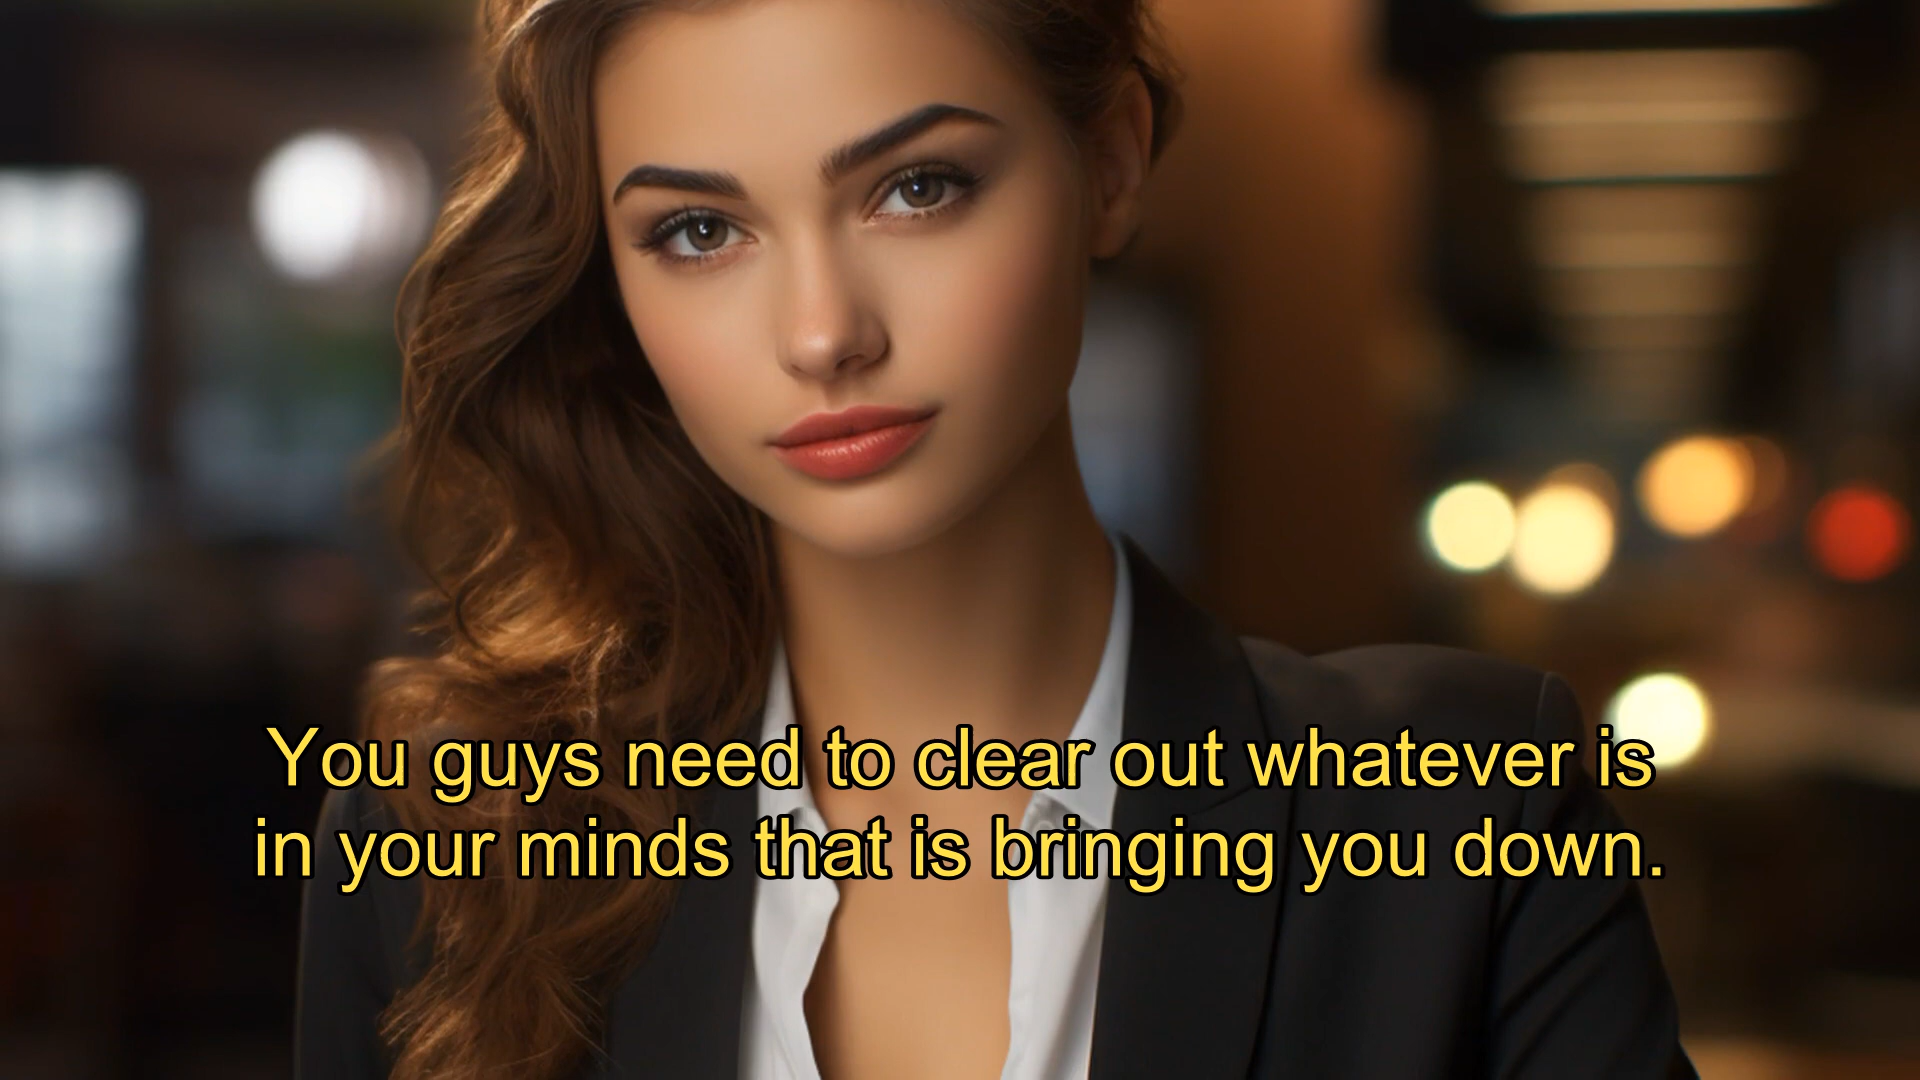 You guys need to clear out whatever is
in your minds that is bringing you down.